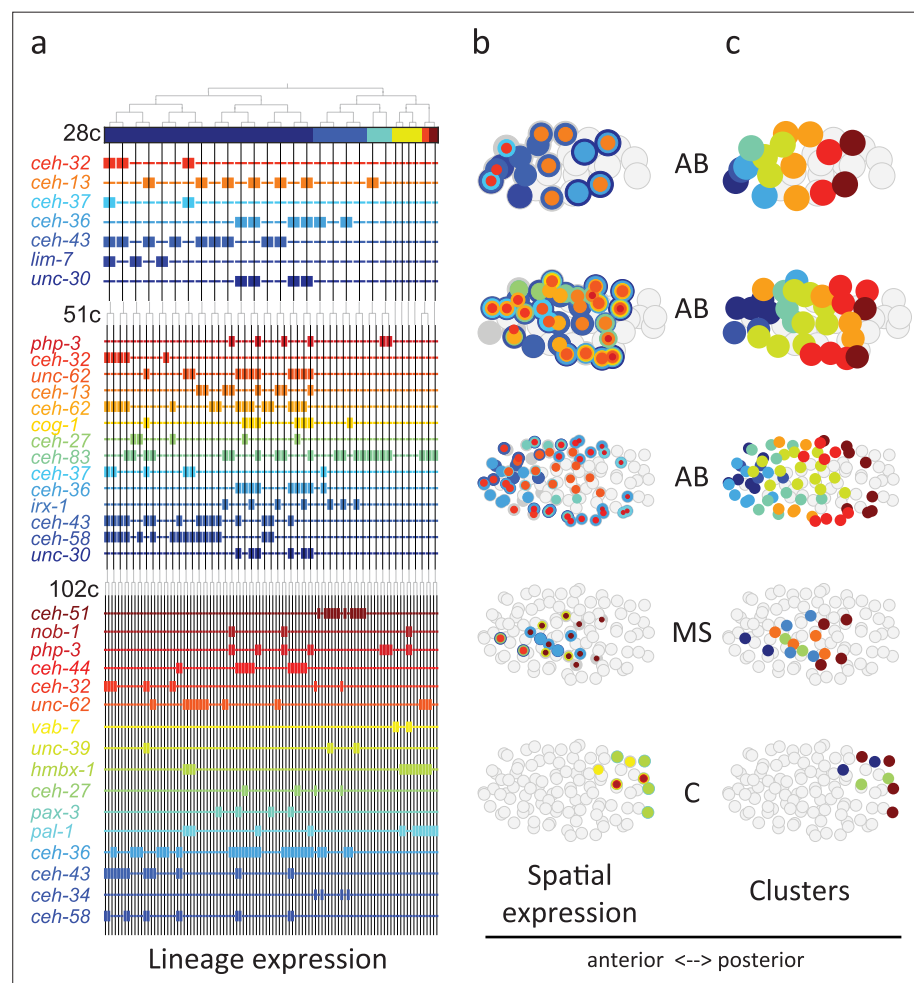 a
b
c
28c
ceh-32
ceh-13
ceh-37
ceh-36
ceh-43
lim-7
unc-30
51c
php-3
ceh-32
unc-62
ceh-13
ceh-62
cog-1
ceh-27
ceh-83
ceh-37
ceh-36
irx-1
ceh-43
ceh-58
unc-30
102c
ceh-51
nob-1
php-3
ceh-44
ceh-32
unc-62
vab-7
unc-39
hmbx-1
ceh-27
pax-3
pal-1
ceh-36
ceh-43
ceh-34
ceh-58
Lineage expression
AB
AB
AB
MS
C
Spatial
expression
Clusters
anterior <--> posterior